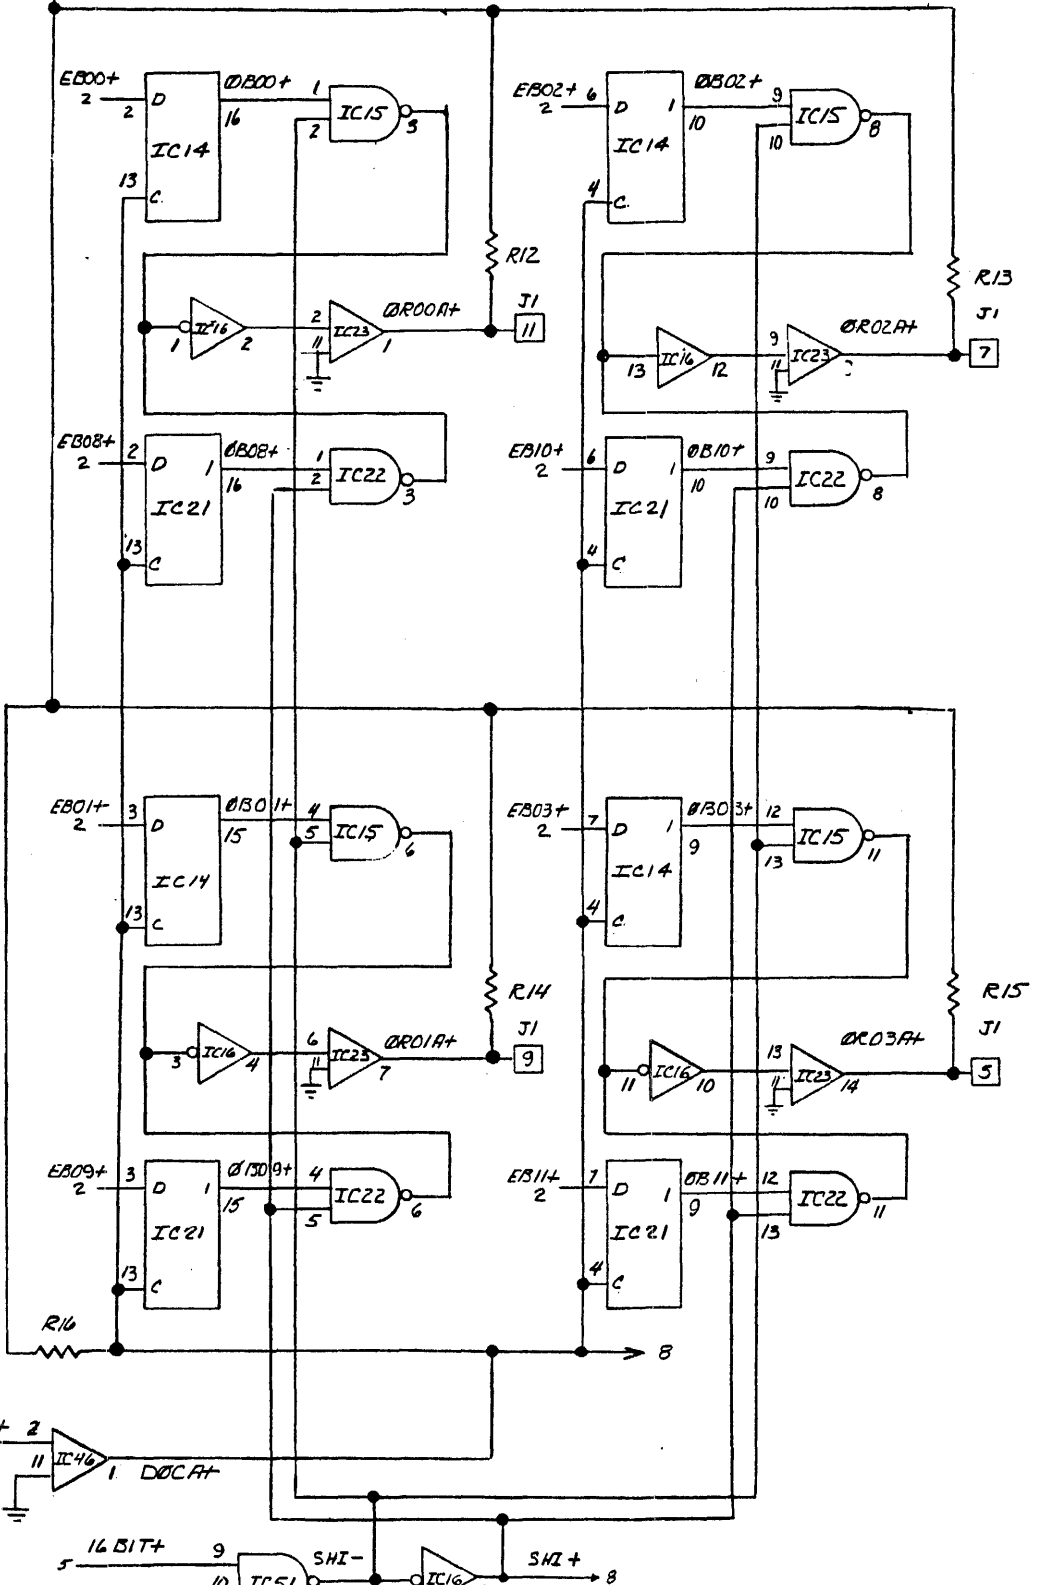 EB00+ 2 2 D ØB00+ 16 1 2 IC15 3
IC14
13 C
R12
J1
1 IC16 2 2 11 IC23 ØR00A+ 1 11
EB08+ 2 2 D 1 ØB08+ 16 1 2 IC22 3
IC21
13 C
EB02+ 2 6 D 1 ØB02+ 10 9 10 IC15 8
IC14
4 C
R13
J1
13 IC16 12 9 11 IC23 ØR02A+ 7
EB10+ 2 6 D 1 ØB10+ 10 9 10 IC22 8
IC21
4 C
EB01+ 2 3 D ØB01+ 15 4 5 IC15 6
IC14
13 C
R14
J1
3 IC16 4 6 11 IC23 ØR01A+ 7 9
EB09+ 2 3 D 1 ØB09+ 15 4 5 IC22 6
IC21
13 C
EB03+ 2 7 D 1 ØB03+ 9 12 13 IC15 11
IC14
4 C
R15
J1
11 IC16 10 13 11 IC23 ØR03A+ 14 5
EB11+ 2 7 D 1 ØB11+ 9 12 13 IC22 11
IC21
4 C
R16
8
+ 2
11 IC46 1 DØCA+
16 BIT+
5 9 SHI- SHI+
10 IC51 IC16 8